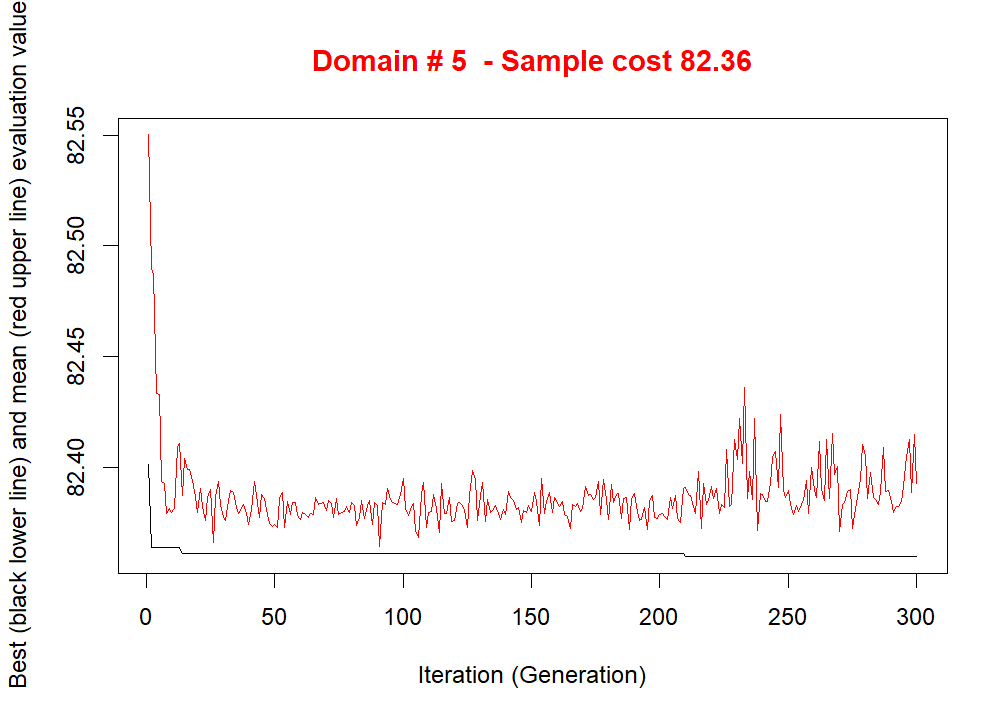 Domain # 5  - Sample cost 82.36
Best (black lower line) and mean (red upper line) evaluation value
82.55
82.50
82.45
82.40
0 50 100 150 200 250 300
Iteration (Generation)